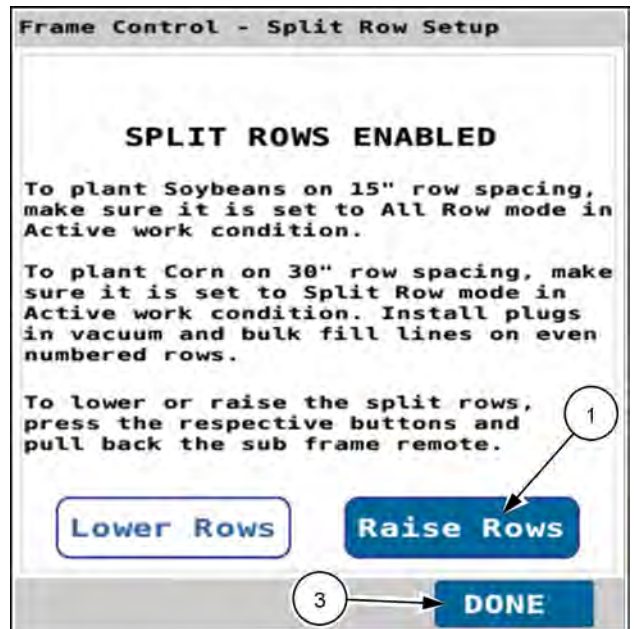 Frame Control - Split Row Setup
SPLIT ROWS ENABLED
To plant Soybeans on 15" row spacing,
make sure it is set to All Row mode in
Active work condition.
To plant Corn on 30" row spacing, make
sure it is set to Split Row mode in
Active work condition. Install plugs
in vacuum and bulk fill lines on even
numbered rows.
To lower or raise the split rows,
press the respective buttons and
pull back the sub frame remote.
1
Lower Rows
Raise Rows
3
DONE